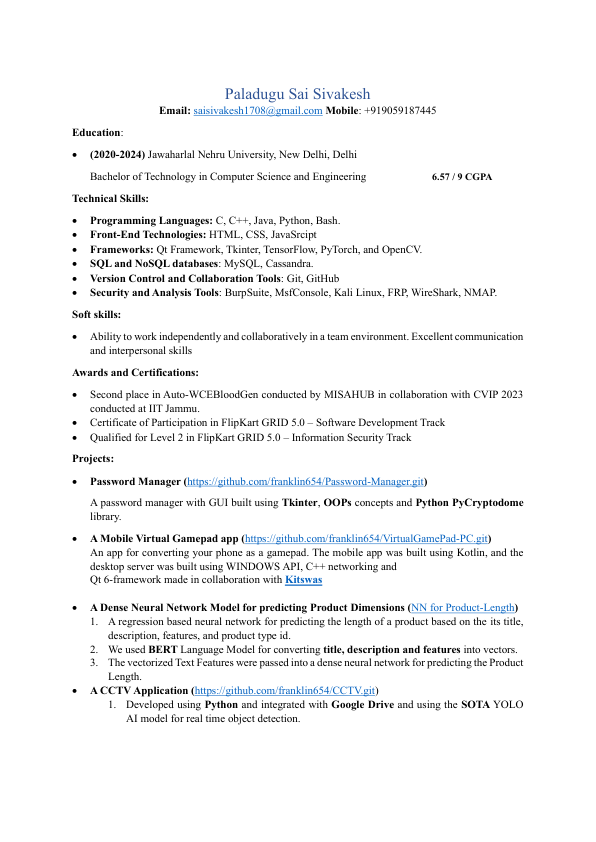 Paladugu Sai Sivakesh
Email: saisivakesh1708@gmail.com Mobile: +919059187445
Education:
• (2020-2024) Jawaharlal Nehru University, New Delhi, Delhi
Bachelor of Technology in Computer Science and Engineering 6.57 / 9 CGPA
Technical Skills:
• Programming Languages: C, C++, Java, Python, Bash.
• Front-End Technologies: HTML, CSS, JavaSrcipt
• Frameworks: Qt Framework, Tkinter, TensorFlow, PyTorch, and OpenCV.
• SQL and NoSQL databases: MySQL, Cassandra.
• Version Control and Collaboration Tools: Git, GitHub
• Security and Analysis Tools: BurpSuite, MsfConsole, Kali Linux, FRP, WireShark, NMAP.
Soft skills:
• Ability to work independently and collaboratively in a team environment. Excellent communication
and interpersonal skills
Awards and Certifications:
• Second place in Auto-WCEBloodGen conducted by MISAHUB in collaboration with CVIP 2023
conducted at IIT Jammu.
• Certificate of Participation in FlipKart GRID 5.0 – Software Development Track
• Qualified for Level 2 in FlipKart GRID 5.0 – Information Security Track
Projects:
• Password Manager (https://github.com/franklin654/Password-Manager.git)
A password manager with GUI built using Tkinter, OOPs concepts and Python PyCryptodome
library.
• A Mobile Virtual Gamepad app (https://github.com/franklin654/VirtualGamePad-PC.git)
An app for converting your phone as a gamepad. The mobile app was built using Kotlin, and the
desktop server was built using WINDOWS API, C++ networking and
Qt 6-framework made in collaboration with Kitswas
• A Dense Neural Network Model for predicting Product Dimensions (NN for Product-Length)
1. A regression based neural network for predicting the length of a product based on the its title,
description, features, and product type id.
2. We used BERT Language Model for converting title, description and features into vectors.
3. The vectorized Text Features were passed into a dense neural network for predicting the Product
Length.
• A CCTV Application (https://github.com/franklin654/CCTV.git)
1. Developed using Python and integrated with Google Drive and using the SOTA YOLO
AI model for real time object detection.